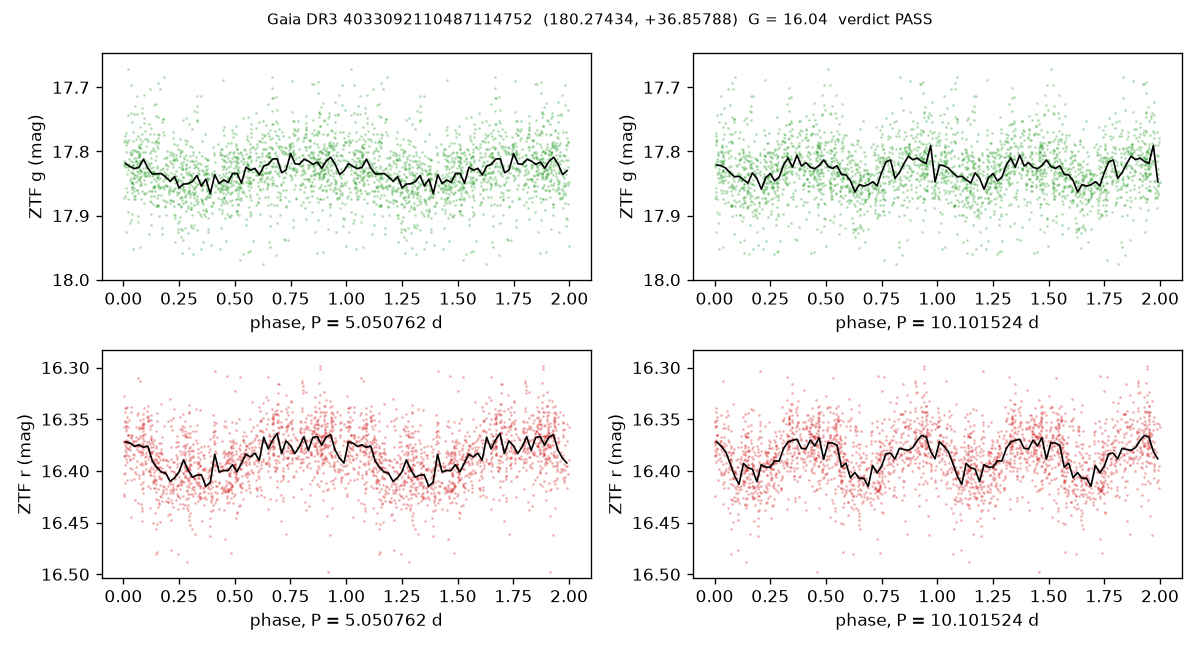 Gaia DR3 4033092110487114752 (180.27434, +36.85788) G = 16.04 verdict PASS
ZTF g (mag)
17.7
17.8
17.9
18.0
0.00 0.25 0.50 0.75 1.00 1.25 1.50 1.75 2.00
phase, P = 5.050762 d
ZTF g (mag)
17.7
17.8
17.9
18.0
0.00 0.25 0.50 0.75 1.00 1.25 1.50 1.75 2.00
phase, P = 10.101524 d
ZTF r (mag)
16.30
16.35
16.40
16.45
16.50
0.00 0.25 0.50 0.75 1.00 1.25 1.50 1.75 2.00
phase, P = 5.050762 d
ZTF r (mag)
16.30
16.35
16.40
16.45
16.50
0.00 0.25 0.50 0.75 1.00 1.25 1.50 1.75 2.00
phase, P = 10.101524 d